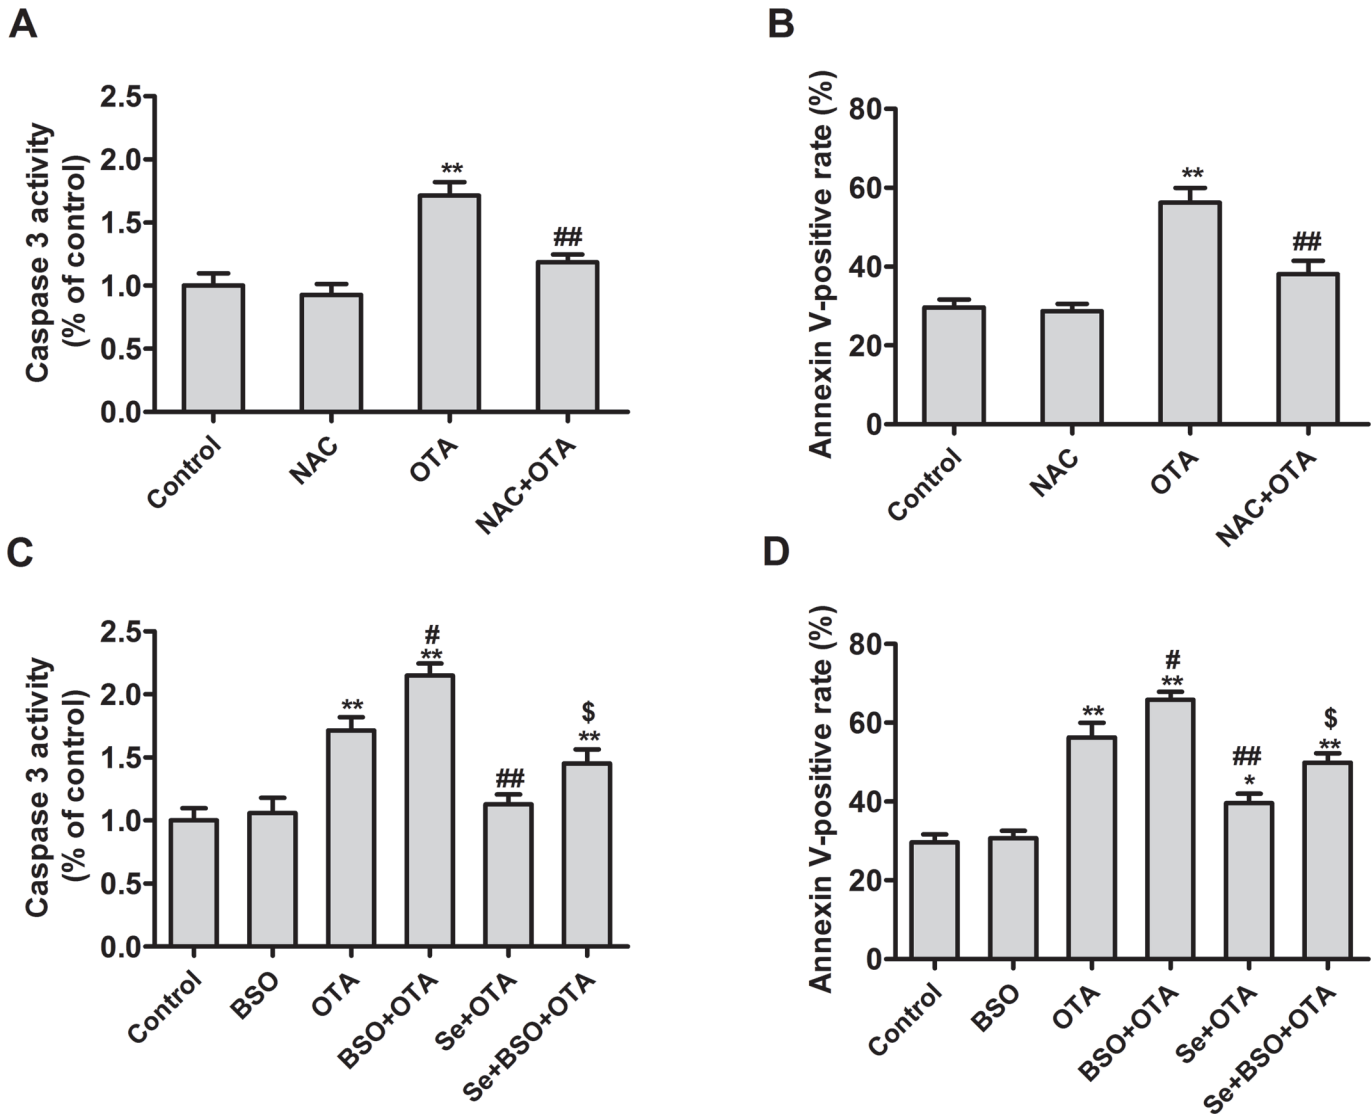 A
Caspase 3 activity
(% of control)
2.5
2.0
1.5
1.0
0.5
0.0
**
##
Control
NAC
OTA
NAC+OTA
B
Annexin V-positive rate (%)
80
60
40
20
0
**
##
Control
NAC
OTA
NAC+OTA
C
Caspase 3 activity
(% of control)
2.5
2.0
1.5
1.0
0.5
0.0
**
#
**
##
$
**
Control
BSO
OTA
BSO+OTA
Se+OTA
Se+BSO+OTA
D
Annexin V-positive rate (%)
80
60
40
20
0
**
#
**
##
*
$
**
Control
BSO
OTA
BSO+OTA
Se+OTA
Se+BSO+OTA